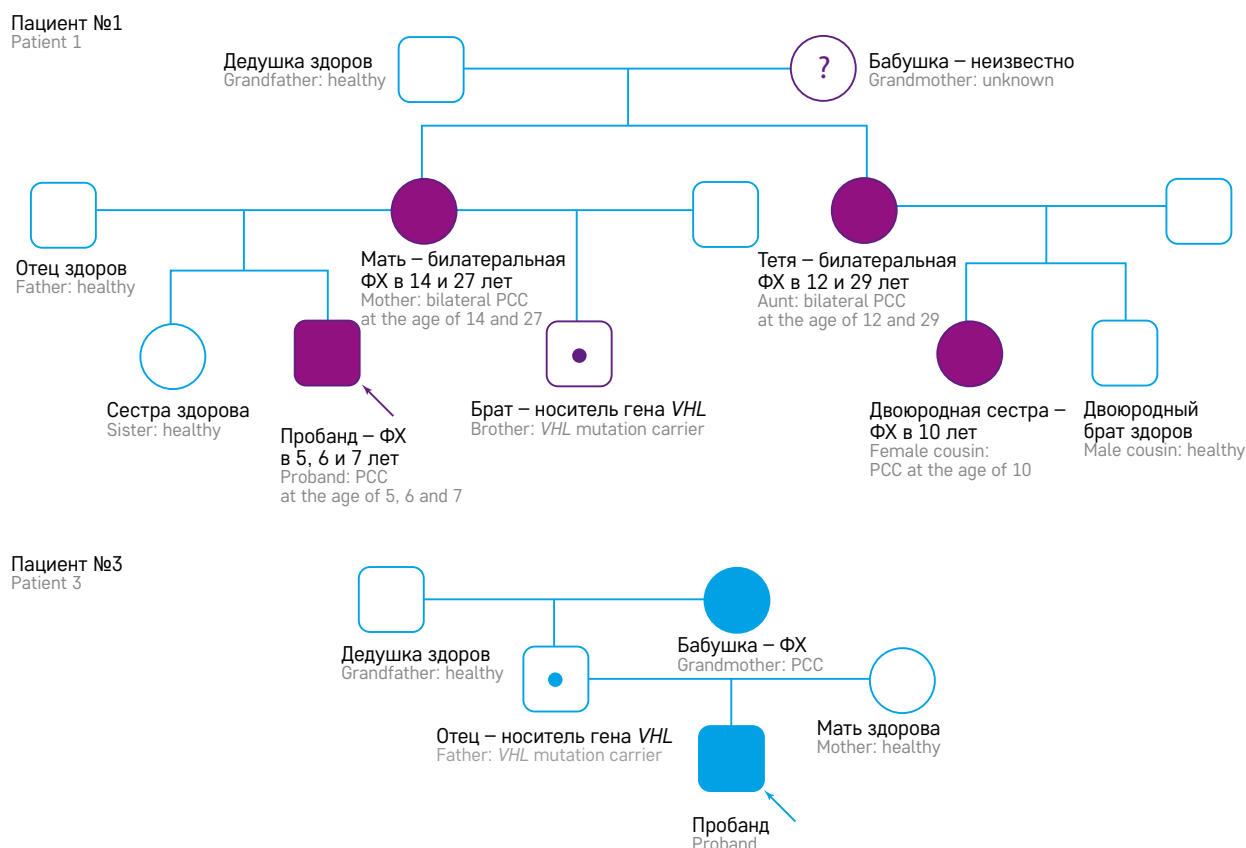 Пациент №1
Patient 1
Дедушка здоров
Grandfather: healthy
?
Бабушка – неизвестно
Grandmother: unknown
Отец здоров
Father: healthy
Мать – билатеральная
ФХ в 14 и 27 лет
Mother: bilateral PCC
at the age of 14 and 27
Тетя – билатеральная
ФХ в 12 и 29 лет
Aunt: bilateral PCC
at the age of 12 and 29
Сестра здорова
Sister: healthy
Пробанд – ФХ
в 5, 6 и 7 лет
Proband: PCC
at the age of 5, 6 and 7
Брат – носитель гена VHL
Brother: VHL mutation carrier
Двоюродная сестра –
ФХ в 10 лет
Female cousin:
PCC at the age of 10
Двоюродный
брат здоров
Male cousin: healthy
Пациент №3
Patient 3
Дедушка здоров
Grandfather: healthy
Бабушка – ФХ
Grandmother: PCC
Отец – носитель гена VHL
Father: VHL mutation carrier
Мать здорова
Mother: healthy
Пробанд
Proband